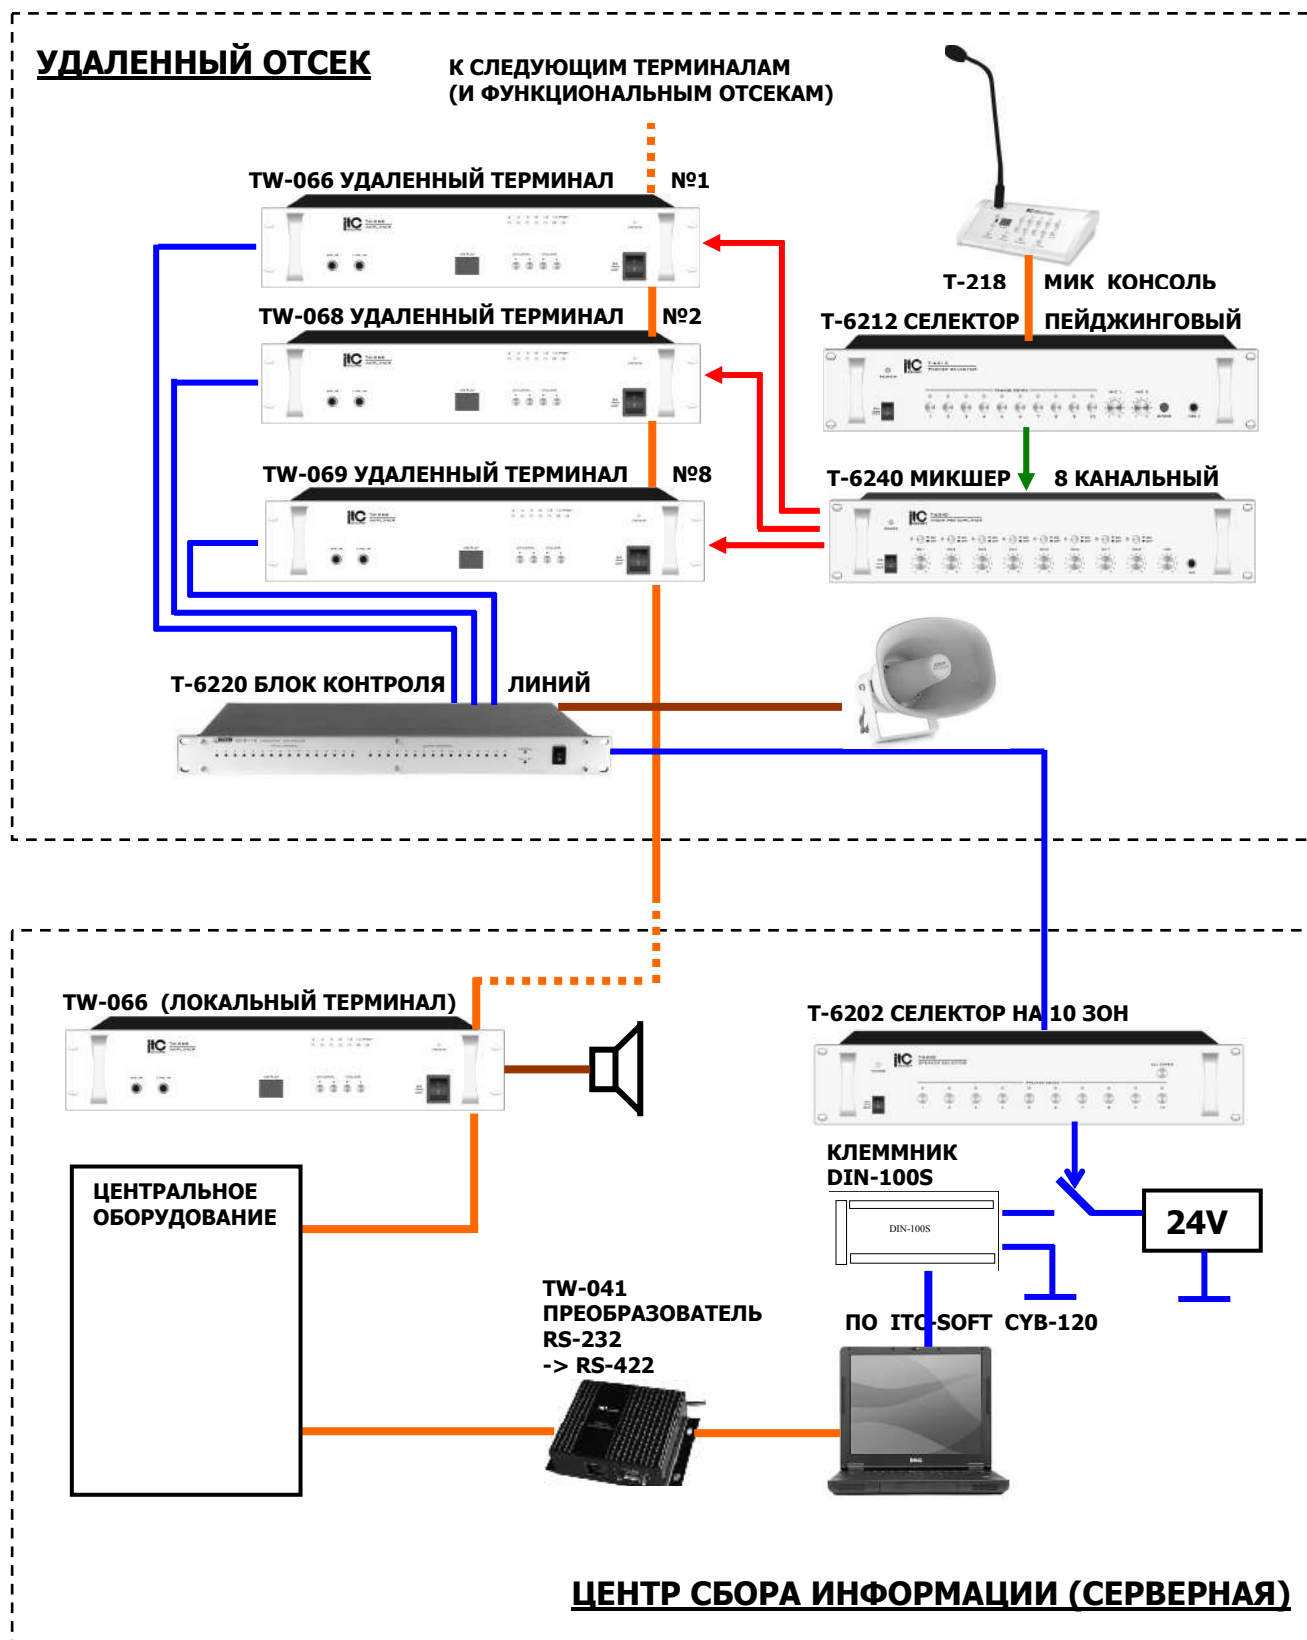 УДАЛЕННЫЙ ОТСЕК
К СЛЕДУЮЩИМ ТЕРМИНАЛАМ
(И ФУНКЦИОНАЛЬНЫМ ОТСЕКАМ)
TW-066 УДАЛЕННЫЙ ТЕРМИНАЛ №1
T-218 МИК КОНСОЛЬ
TW-068 УДАЛЕННЫЙ ТЕРМИНАЛ №2
T-6212 СЕЛЕКТОР ПЕЙДЖИНГОВЫЙ
TW-069 УДАЛЕННЫЙ ТЕРМИНАЛ №8
T-6240 МИКШЕР 8 КАНАЛЬНЫЙ
T-6220 БЛОК КОНТРОЛЯ ЛИНИЙ
TW-066 (ЛОКАЛЬНЫЙ ТЕРМИНАЛ)
T-6202 СЕЛЕКТОР НА 10 ЗОН
КЛЕММНИК
DIN-100S
ЦЕНТРАЛЬНОЕ
ОБОРУДОВАНИЕ
DIN-100S
24V
TW-041
ПРЕОБРАЗОВАТЕЛЬ
RS-232
-> RS-422
ПО ITC-SOFT CYB-120
ЦЕНТР СБОРА ИНФОРМАЦИИ (СЕРВЕРНАЯ)